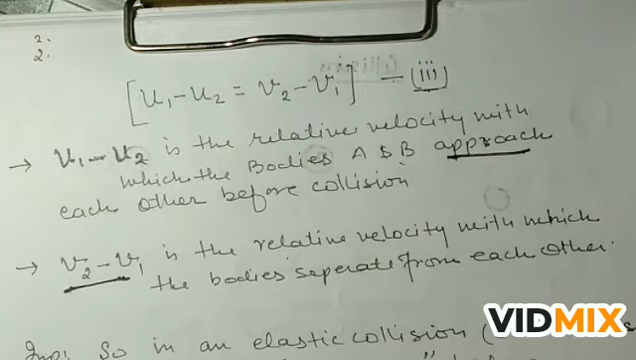 2.
2.
[u₁-u₂ = v₂-v₁] — (iii)
→ u₁-u₂ is the relative velocity with
which the Bodies A & B approach
each other before collision
→ v₂-v₁ is the relative velocity with which
the bodies seperate from each other.
Imp: So in an elastic collision (
VIDMIX